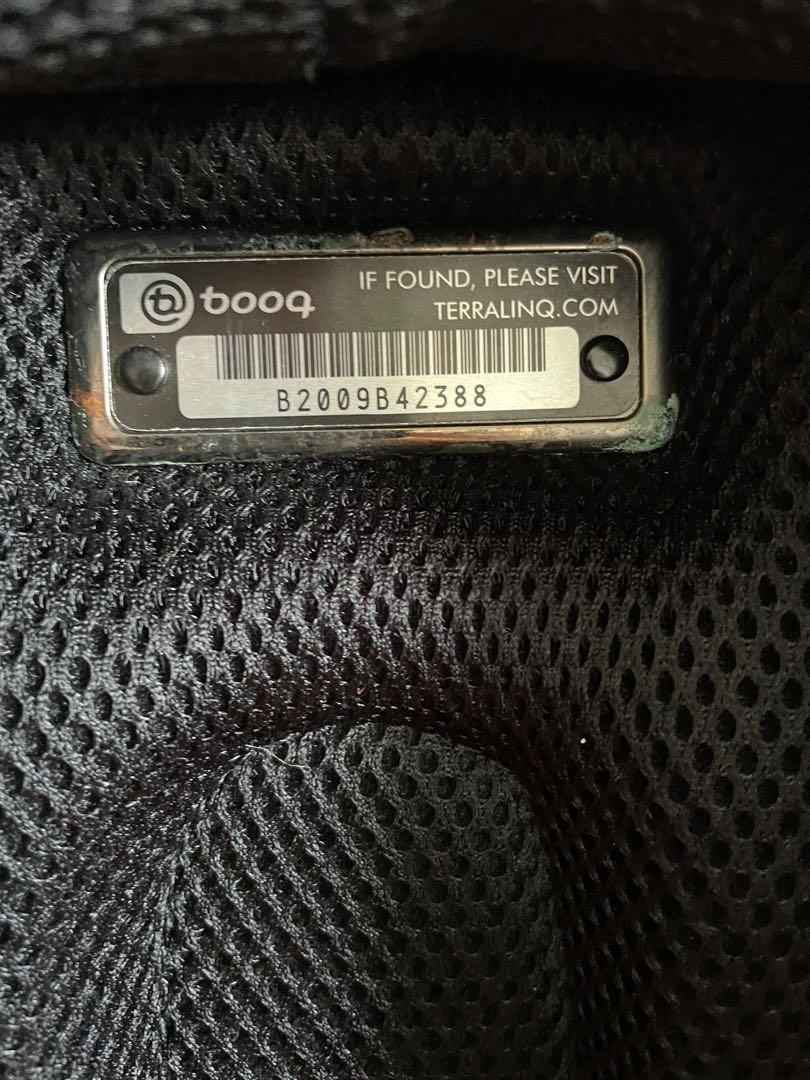 booq
IF FOUND, PLEASE VISIT
TERRALINQ.COM
B2009B42388